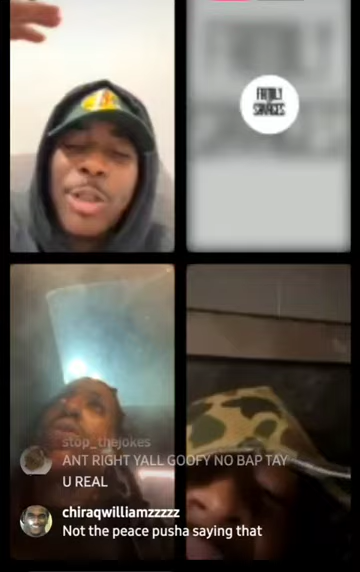 FAMILY
SAVAGES
stop_thejokes
ANT RIGHT YALL GOOFY NO BAP TAY
U REAL
chiraqwilliamzzzzz
Not the peace pusha saying that